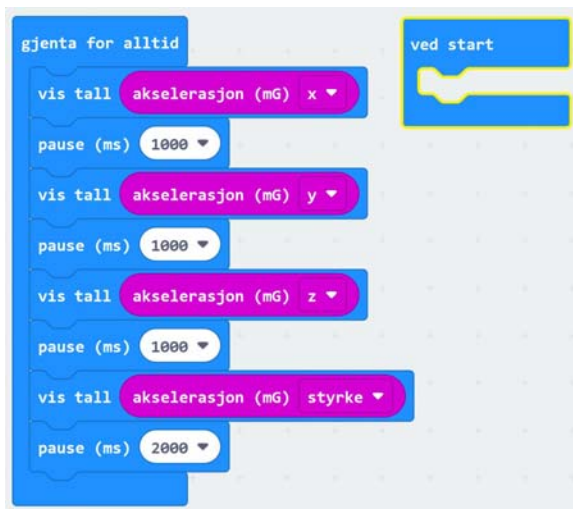 gjenta for alltid
vis tall akselerasjon (mG) x
pause (ms) 1000
vis tall akselerasjon (mG) y
pause (ms) 1000
vis tall akselerasjon (mG) z
pause (ms) 1000
vis tall akselerasjon (mG) styrke
pause (ms) 2000
ved start